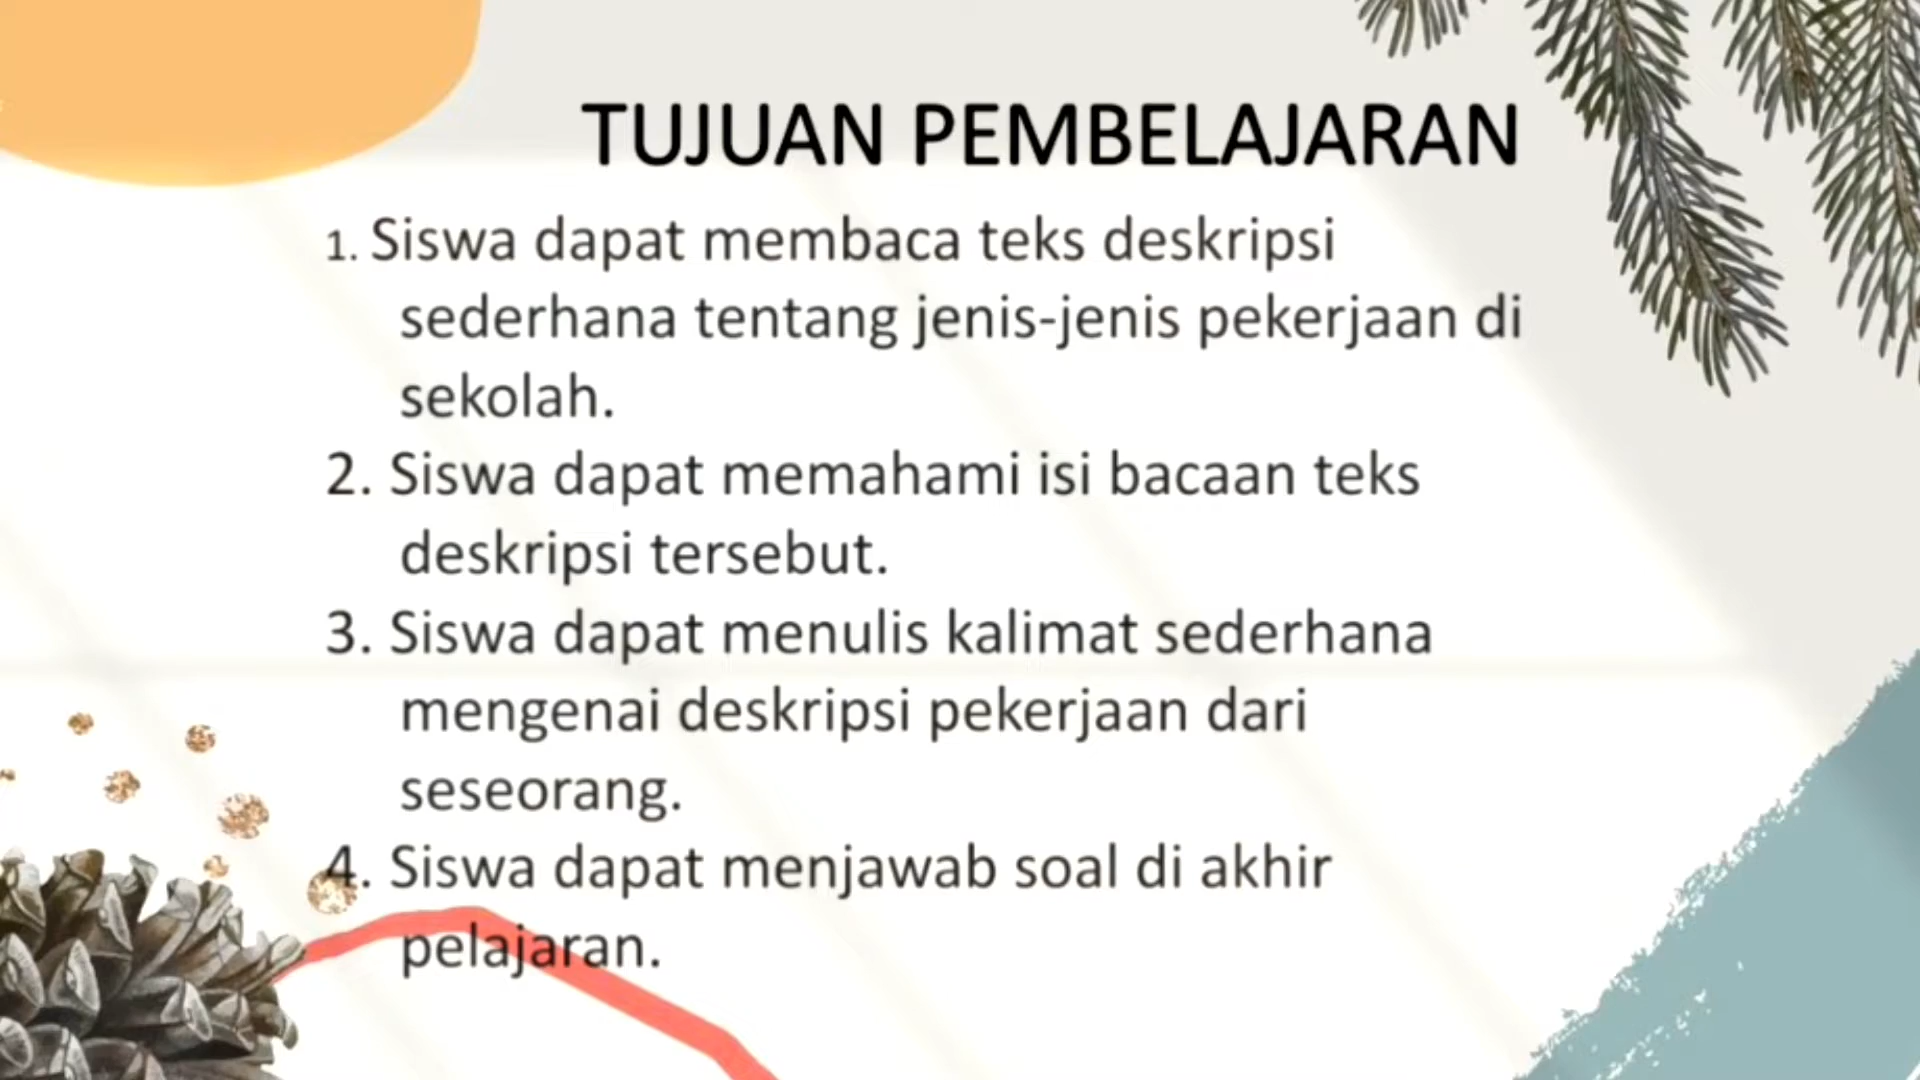 TUJUAN PEMBELAJARAN
1. Siswa dapat membaca teks deskripsi
sederhana tentang jenis-jenis pekerjaan di
sekolah.
2. Siswa dapat memahami isi bacaan teks
deskripsi tersebut.
3. Siswa dapat menulis kalimat sederhana
mengenai deskripsi pekerjaan dari
seseorang.
4. Siswa dapat menjawab soal di akhir
pelajaran.